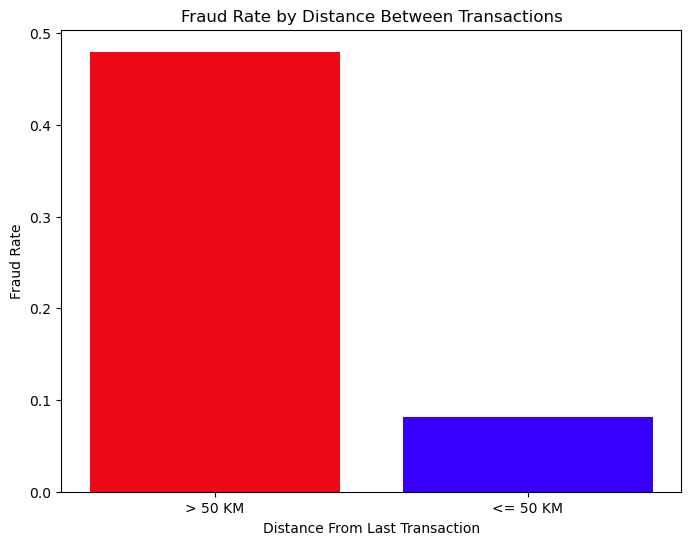 Fraud Rate by Distance Between Transactions
0.5
0.4
0.3
0.2
0.1
0.0
Fraud Rate
> 50 KM
<= 50 KM
Distance From Last Transaction